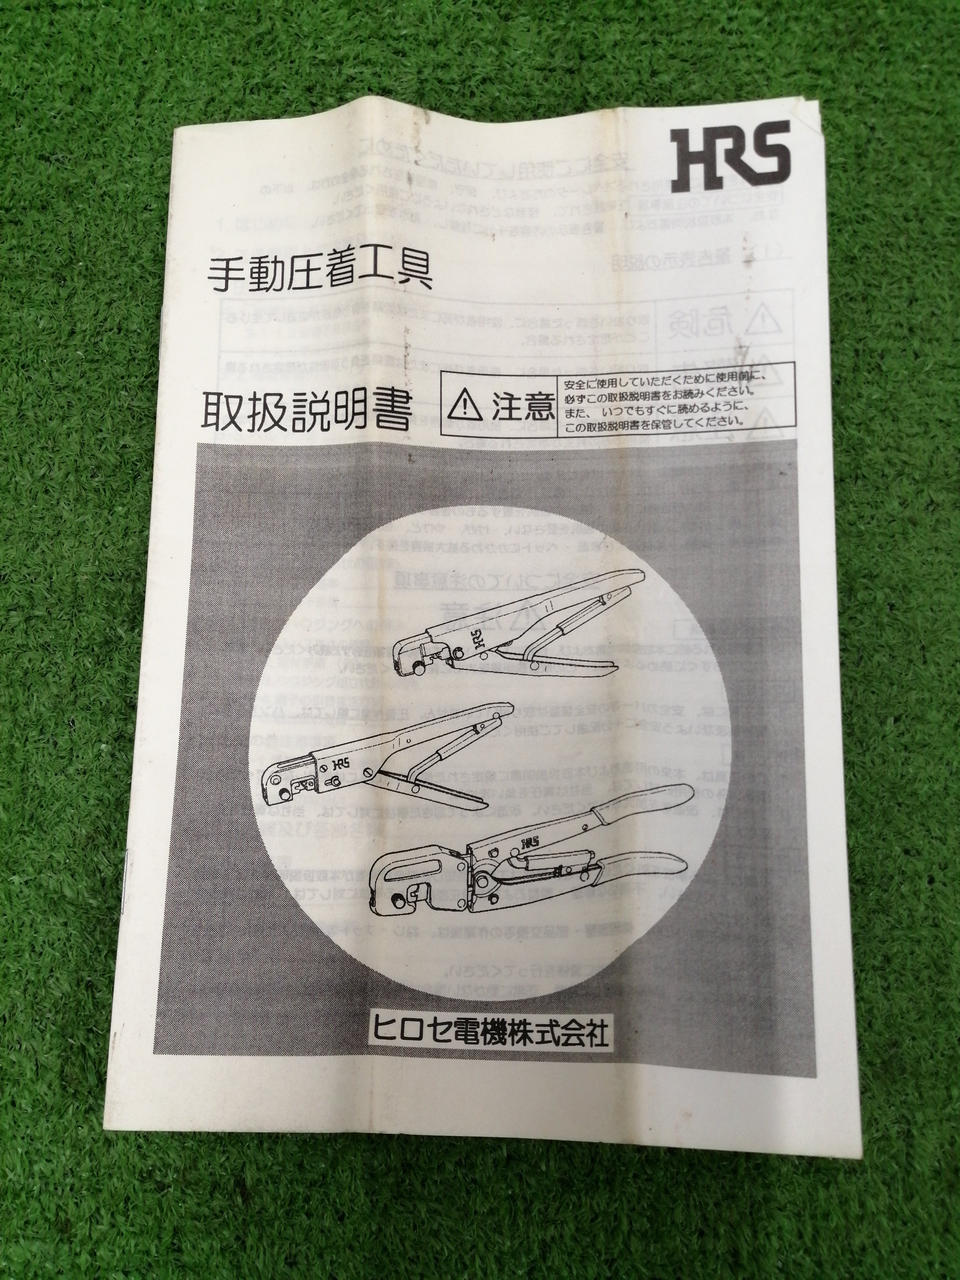 HRS
手動圧着工具
取扱説明書
注意
安全に使用していただくために使用前に、
必ずこの取扱説明書をお読みください。
また、いつでもすぐに読めるように、
この取扱説明書を保管してください。
HRS
HRS
HRS
ヒロセ電機株式会社